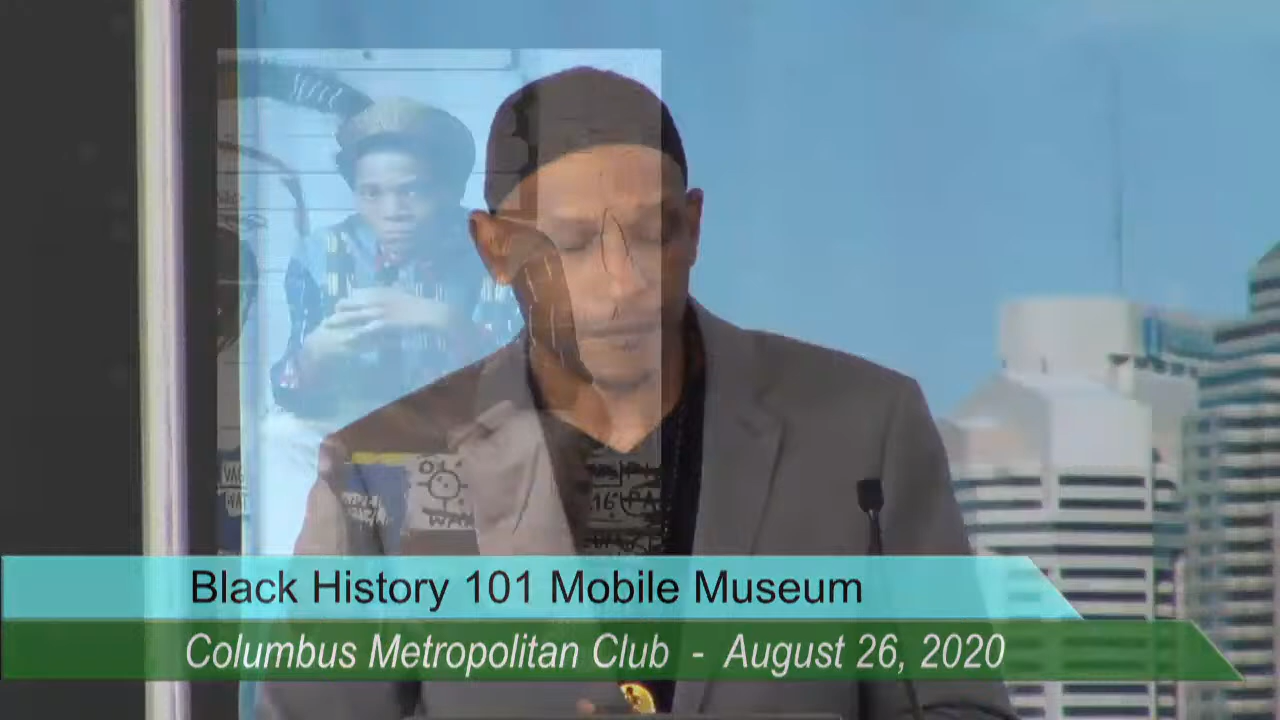 Black History 101 Mobile Museum
Columbus Metropolitan Club - August 26, 2020